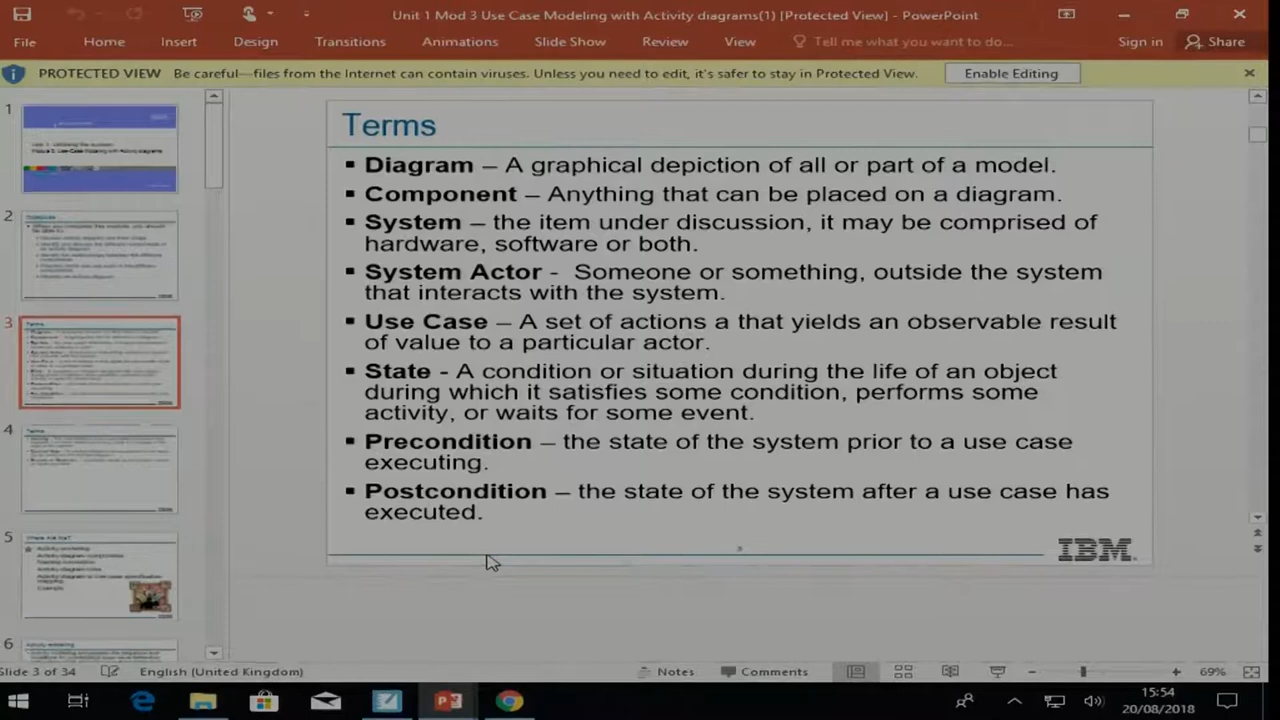 Unit 1 Mod 3 Use Case Modeling with Activity diagrams(1) [Protected View] - PowerPoint
File Home Insert Design Transitions Animations Slide Show Review View Tell me what you want to do... Sign in Share
PROTECTED VIEW Be careful—files from the Internet can contain viruses. Unless you need to edit, it's safer to stay in Protected View. Enable Editing
1
2
3
4
5
6
Terms
▪ Diagram – A graphical depiction of all or part of a model.
▪ Component – Anything that can be placed on a diagram.
▪ System – the item under discussion, it may be comprised of
hardware, software or both.
▪ System Actor - Someone or something, outside the system
that interacts with the system.
▪ Use Case – A set of actions a that yields an observable result
of value to a particular actor.
▪ State - A condition or situation during the life of an object
during which it satisfies some condition, performs some
activity, or waits for some event.
▪ Precondition – the state of the system prior to a use case
executing.
▪ Postcondition – the state of the system after a use case has
executed.
3
IBM
Slide 3 of 34 English (United Kingdom) Notes Comments 69%
15:54
20/08/2018